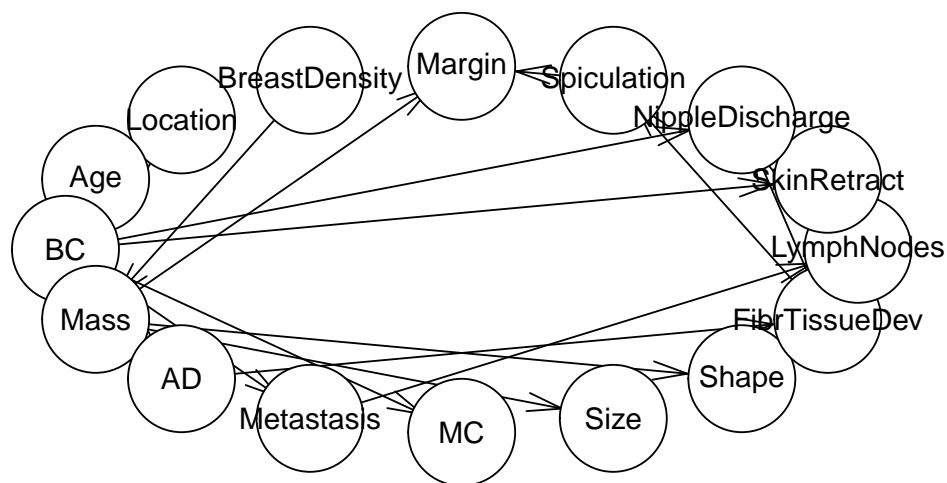 Margin
BreastDensity
Spiculation
Location
NippleDischarge
Age
SkinRetract
BC
LymphNodes
Mass
FibrTissueDev
AD
Shape
Metastasis
MC
Size